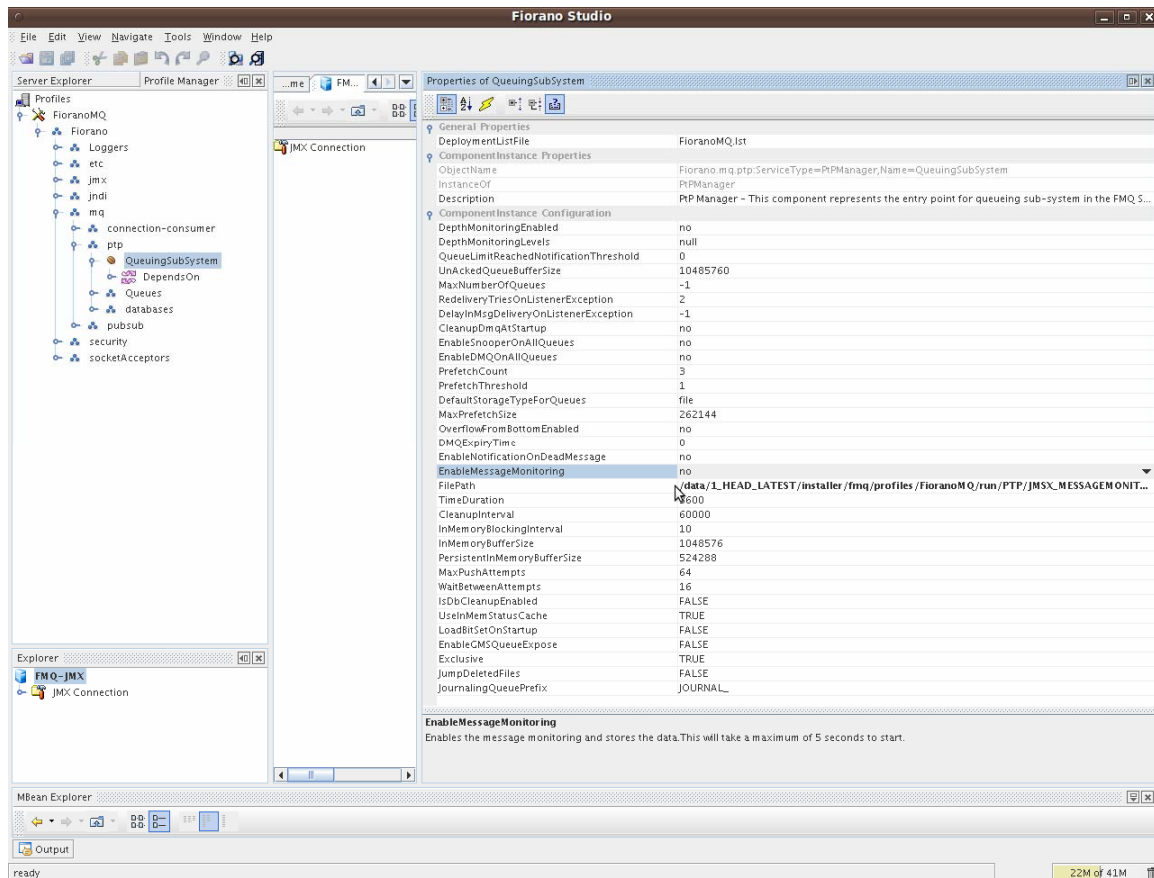 Fiorano Studio
File Edit View Navigate Tools Window Help
Server Explorer Profile Manager
Profiles
FioranoMQ
Fiorano
Loggers
etc
jmx
jndi
mq
connection-consumer
ptp
QueuingSubSystem
DependsOn
Queues
databases
pubsub
security
socketAcceptors
Explorer
FMQ-JMX
JMX Connection
...me FM...
JMX Connection
Properties of QueuingSubSystem
General Properties
DeploymentListFile FioranoMQ.lst
ComponentInstance Properties
ObjectName Fiorano.mq.ptp:ServiceType=PtPManager,Name=QueuingSubSystem
InstanceOf PtPManager
Description PtP Manager - This component represents the entry point for queueing sub-system in the FMQ S...
ComponentInstance Configuration
DepthMonitoringEnabled no
DepthMonitoringLevels null
QueueLimitReachedNotificationThreshold 0
UnAckedQueueBufferSize 10485760
MaxNumberOfQueues -1
RedeliveryTriesOnListenerException 2
DelayInMsgDeliveryOnListenerException -1
CleanupDmqAtStartup no
EnableSnooperOnAllQueues no
EnableDMQOnAllQueues no
PrefetchCount 3
PrefetchThreshold 1
DefaultStorageTypeForQueues file
MaxPrefetchSize 262144
OverflowFromBottomEnabled no
DMQExpiryTime 0
EnableNotificationOnDeadMessage no
EnableMessageMonitoring no
FilePath /data/1_HEAD_LATEST/installer/fmq/profiles/FioranoMQ/run/PTP/JMSX_MESSAGEMONIT...
TimeDuration 3600
CleanupInterval 60000
InMemoryBlockingInterval 10
InMemoryBufferSize 1048576
PersistentInMemoryBufferSize 524288
MaxPushAttempts 64
WaitBetweenAttempts 16
IsDbCleanupEnabled FALSE
UseInMemStatusCache TRUE
LoadBitSetOnStartup FALSE
EnableGMSQueueExpose FALSE
Exclusive TRUE
JumpDeletedFiles FALSE
JournalingQueuePrefix JOURNAL_
EnableMessageMonitoring
Enables the message monitoring and stores the data.This will take a maximum of 5 seconds to start.
MBean Explorer
Output
ready
22M of 41M